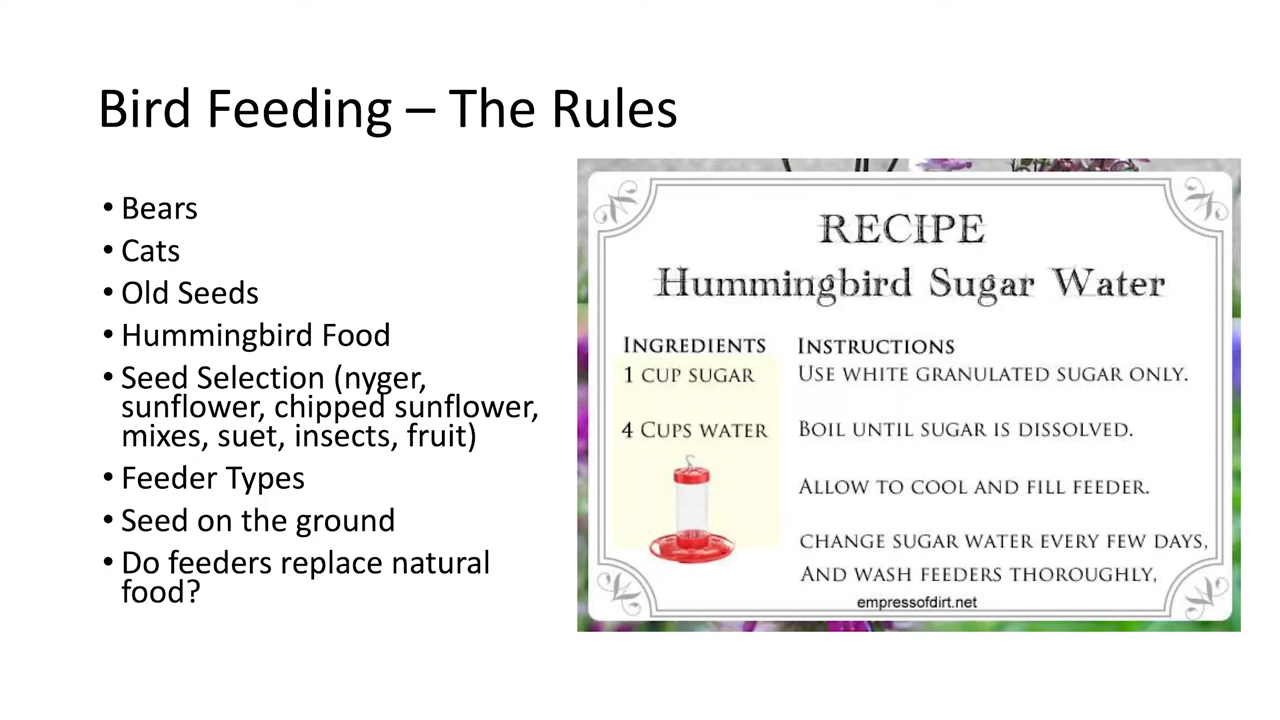 Bird Feeding – The Rules
• Bears
• Cats
• Old Seeds
• Hummingbird Food
• Seed Selection (nyger,
sunflower, chipped sunflower,
mixes, suet, insects, fruit)
• Feeder Types
• Seed on the ground
• Do feeders replace natural
food?
RECIPE
Hummingbird Sugar Water
INGREDIENTS
1 CUP SUGAR
4 CUPS WATER
INSTRUCTIONS
USE WHITE GRANULATED SUGAR ONLY.
BOIL UNTIL SUGAR IS DISSOLVED.
ALLOW TO COOL AND FILL FEEDER.
CHANGE SUGAR WATER EVERY FEW DAYS,
AND WASH FEEDERS THOROUGHLY,
empressofdirt.net